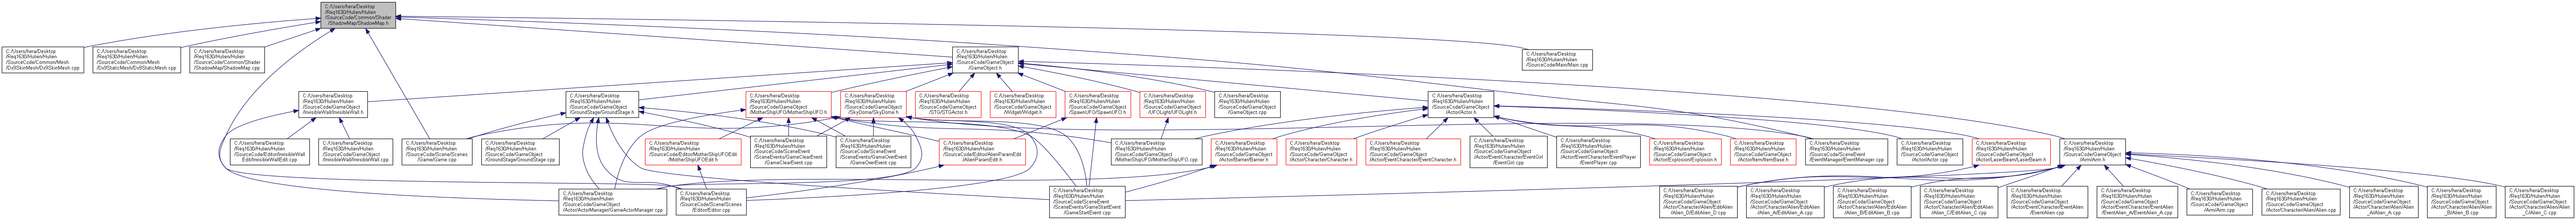 C:/Users/hera/Desktop
/Req1630/Hulien/Hulien
/SourceCode/Common/Shader
/ShadowMap/ShadowMap.h
C:/Users/hera/Desktop
/Req1630/Hulien/Hulien
/SourceCode/Common/Mesh
/Dx9SkinMesh/Dx9SkinMesh.cpp
C:/Users/hera/Desktop
/Req1630/Hulien/Hulien
/SourceCode/Common/Mesh
/Dx9StaticMesh/Dx9StaticMesh.cpp
C:/Users/hera/Desktop
/Req1630/Hulien/Hulien
/SourceCode/Common/Shader
/ShadowMap/ShadowMap.cpp
C:/Users/hera/Desktop
/Req1630/Hulien/Hulien
/SourceCode/GameObject
/GameObject.h
C:/Users/hera/Desktop
/Req1630/Hulien/Hulien
/SourceCode/Main/Main.cpp
C:/Users/hera/Desktop
/Req1630/Hulien/Hulien
/SourceCode/GameObject
/InvisibleWall/InvisibleWall.h
C:/Users/hera/Desktop
/Req1630/Hulien/Hulien
/SourceCode/GameObject
/GroundStage/GroundStage.h
C:/Users/hera/Desktop
/Req1630/Hulien/Hulien
/SourceCode/GameObject
/MotherShipUFO/MotherShipUFO.h
C:/Users/hera/Desktop
/Req1630/Hulien/Hulien
/SourceCode/GameObject
/SkyDome/SkyDome.h
C:/Users/hera/Desktop
/Req1630/Hulien/Hulien
/SourceCode/GameObject
/STG/STGActor.h
C:/Users/hera/Desktop
/Req1630/Hulien/Hulien
/SourceCode/GameObject
/Widget/Widget.h
C:/Users/hera/Desktop
/Req1630/Hulien/Hulien
/SourceCode/GameObject
/SpawnUFO/SpawnUFO.h
C:/Users/hera/Desktop
/Req1630/Hulien/Hulien
/SourceCode/GameObject
/UFOLight/UFOLight.h
C:/Users/hera/Desktop
/Req1630/Hulien/Hulien
/SourceCode/GameObject
/GameObject.cpp
C:/Users/hera/Desktop
/Req1630/Hulien/Hulien
/SourceCode/GameObject
/Actor/Actor.h
C:/Users/hera/Desktop
/Req1630/Hulien/Hulien
/SourceCode/Editor/InvisibleWall
Edit/InvisibleWallEdit.cpp
C:/Users/hera/Desktop
/Req1630/Hulien/Hulien
/SourceCode/GameObject
/InvisibleWall/InvisibleWall.cpp
C:/Users/hera/Desktop
/Req1630/Hulien/Hulien
/SourceCode/Scene/Scenes
/Game/Game.cpp
C:/Users/hera/Desktop
/Req1630/Hulien/Hulien
/SourceCode/GameObject
/GroundStage/GroundStage.cpp
C:/Users/hera/Desktop
/Req1630/Hulien/Hulien
/SourceCode/Editor/MotherShipUFOEdit
/MotherShipUFOEdit.h
C:/Users/hera/Desktop
/Req1630/Hulien/Hulien
/SourceCode/SceneEvent
/SceneEvents/GameClearEvent
/GameClearEvent.cpp
C:/Users/hera/Desktop
/Req1630/Hulien/Hulien
/SourceCode/SceneEvent
/SceneEvents/GameOverEvent
/GameOverEvent.cpp
C:/Users/hera/Desktop
/Req1630/Hulien/Hulien
/SourceCode/Editor/AlienParamEdit
/AlienParamEdit.h
C:/Users/hera/Desktop
/Req1630/Hulien/Hulien
/SourceCode/GameObject
/MotherShipUFO/MotherShipUFO.cpp
C:/Users/hera/Desktop
/Req1630/Hulien/Hulien
/SourceCode/GameObject
/Actor/Barrier/Barrier.h
C:/Users/hera/Desktop
/Req1630/Hulien/Hulien
/SourceCode/GameObject
/Actor/Character/Character.h
C:/Users/hera/Desktop
/Req1630/Hulien/Hulien
/SourceCode/GameObject
/Actor/EventCharacter/EventCharacter.h
C:/Users/hera/Desktop
/Req1630/Hulien/Hulien
/SourceCode/GameObject
/Actor/EventCharacter/EventGirl
/EventGirl.cpp
C:/Users/hera/Desktop
/Req1630/Hulien/Hulien
/SourceCode/GameObject
/Actor/EventCharacter/EventPlayer
/EventPlayer.cpp
C:/Users/hera/Desktop
/Req1630/Hulien/Hulien
/SourceCode/GameObject
/Actor/Explosion/Explosion.h
C:/Users/hera/Desktop
/Req1630/Hulien/Hulien
/SourceCode/GameObject
/Actor/Item/ItemBase.h
C:/Users/hera/Desktop
/Req1630/Hulien/Hulien
/SourceCode/SceneEvent
/EventManager/EventManager.cpp
C:/Users/hera/Desktop
/Req1630/Hulien/Hulien
/SourceCode/GameObject
/Actor/Actor.cpp
C:/Users/hera/Desktop
/Req1630/Hulien/Hulien
/SourceCode/GameObject
/Actor/LaserBeam/LaserBeam.h
C:/Users/hera/Desktop
/Req1630/Hulien/Hulien
/SourceCode/GameObject
/Arm/Arm.h
C:/Users/hera/Desktop
/Req1630/Hulien/Hulien
/SourceCode/GameObject
/Actor/ActorManager/GameActorManager.cpp
C:/Users/hera/Desktop
/Req1630/Hulien/Hulien
/SourceCode/Scene/Scenes
/Editor/Editor.cpp
C:/Users/hera/Desktop
/Req1630/Hulien/Hulien
/SourceCode/SceneEvent
/SceneEvents/GameStartEvent
/GameStartEvent.cpp
C:/Users/hera/Desktop
/Req1630/Hulien/Hulien
/SourceCode/GameObject
/Actor/Character/Alien/EditAlien
/Alien_D/EditAlien_D.cpp
C:/Users/hera/Desktop
/Req1630/Hulien/Hulien
/SourceCode/GameObject
/Actor/Character/Alien/EditAlien
/Alien_A/EditAlien_A.cpp
C:/Users/hera/Desktop
/Req1630/Hulien/Hulien
/SourceCode/GameObject
/Actor/Character/Alien/EditAlien
/Alien_B/EditAlien_B.cpp
C:/Users/hera/Desktop
/Req1630/Hulien/Hulien
/SourceCode/GameObject
/Actor/Character/Alien/EditAlien
/Alien_C/EditAlien_C.cpp
C:/Users/hera/Desktop
/Req1630/Hulien/Hulien
/SourceCode/GameObject
/Actor/EventCharacter/EventAlien
/EventAlien.cpp
C:/Users/hera/Desktop
/Req1630/Hulien/Hulien
/SourceCode/GameObject
/Actor/EventCharacter/EventAlien
/EventAlien_A/EventAlien_A.cpp
C:/Users/hera/Desktop
/Req1630/Hulien/Hulien
/SourceCode/GameObject
/Arm/Arm.cpp
C:/Users/hera/Desktop
/Req1630/Hulien/Hulien
/SourceCode/GameObject
/Actor/Character/Alien/Alien.cpp
C:/Users/hera/Desktop
/Req1630/Hulien/Hulien
/SourceCode/GameObject
/Actor/Character/Alien/Alien
_A/Alien_A.cpp
C:/Users/hera/Desktop
/Req1630/Hulien/Hulien
/SourceCode/GameObject
/Actor/Character/Alien/Alien
_B/Alien_B.cpp
C:/Users/hera/Desktop
/Req1630/Hulien/Hulien
/SourceCode/GameObject
/Actor/Character/Alien/Alien
_C/Alien_C.cpp